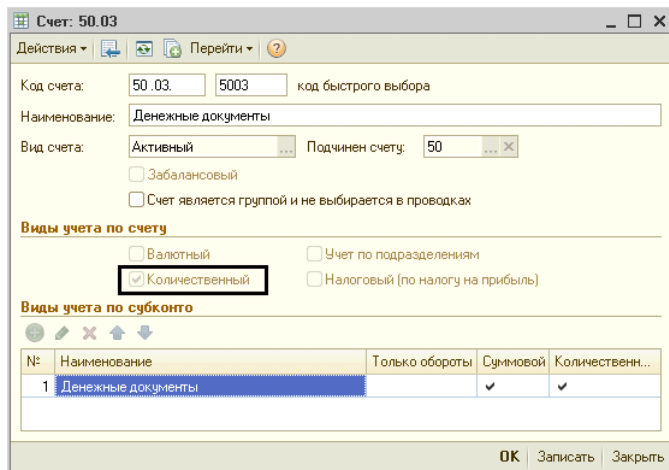 Счет: 50.03
Действия Перейти
Код счета: 50 .03. 5003 код быстрого выбора
Наименование: Денежные документы
Вид счета: Активный ... Подчинен счету: 50 ... ×
Забалансовый
Счет является группой и не выбирается в проводках
Виды учета по счету
Валютный Учет по подразделениям
Количественный Налоговый (по налогу на прибыль)
Виды учета по субконто
№ Наименование Только обороты Суммовой Количественн...
1 Денежные документы
OK Записать Закрыть